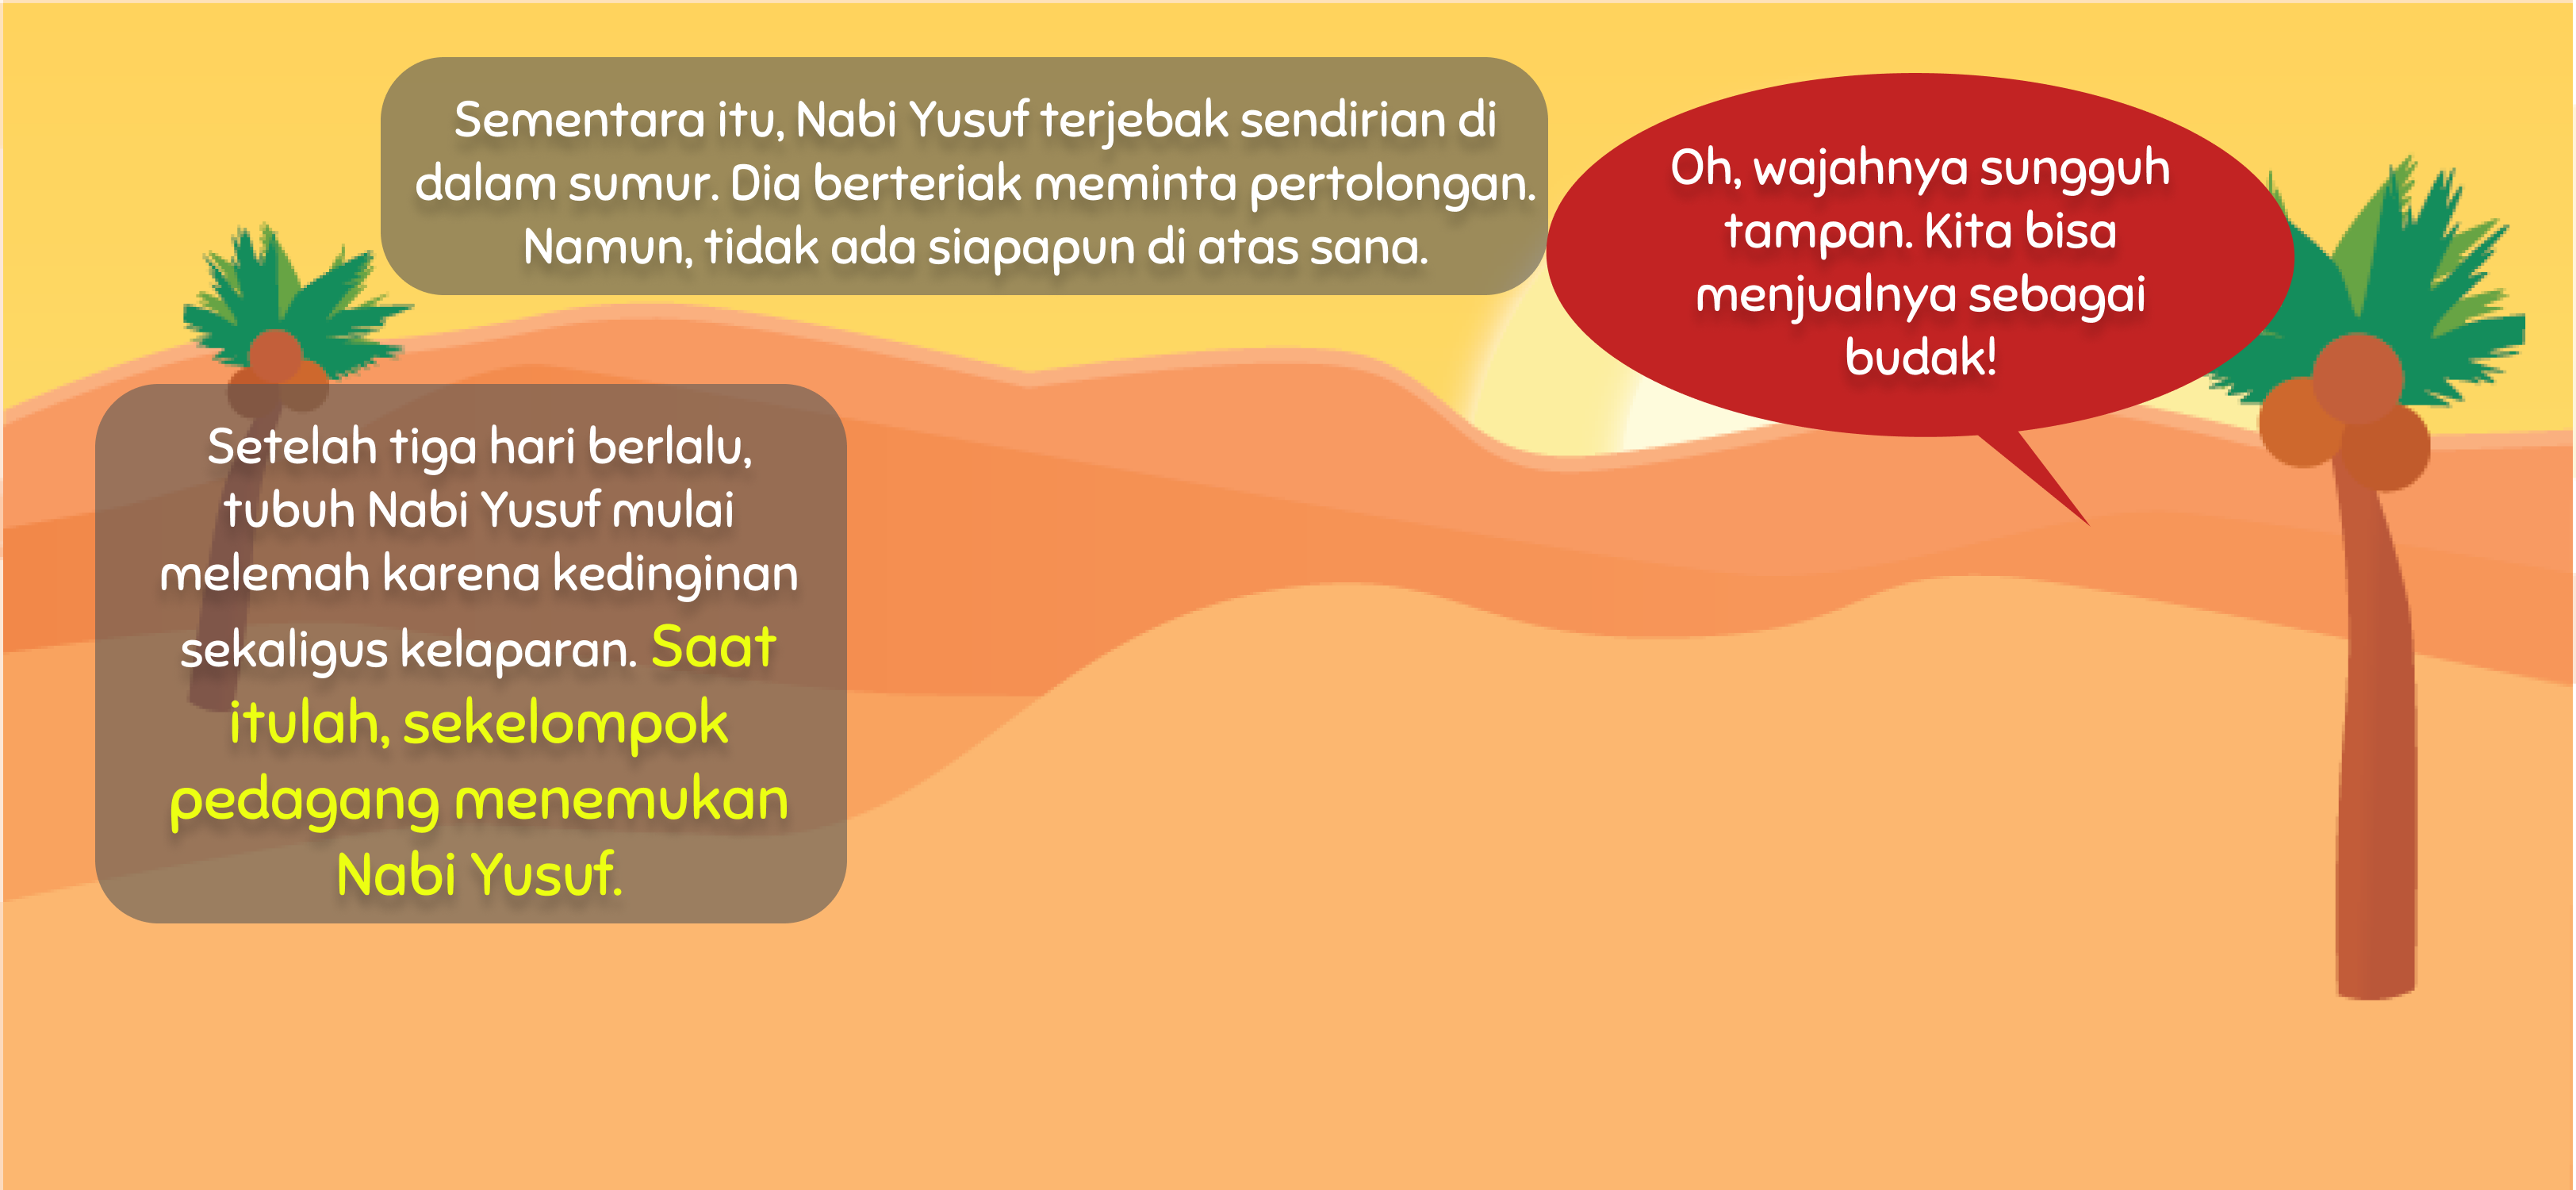 Sementara itu, Nabi Yusuf terjebak sendirian di
dalam sumur. Dia berteriak meminta pertolongan.
Namun, tidak ada siapapun di atas sana.
Setelah tiga hari berlalu,
tubuh Nabi Yusuf mulai
melemah karena kedinginan
sekaligus kelaparan. Saat
itulah, sekelompok
pedagang menemukan
Nabi Yusuf.
Oh, wajahnya sungguh
tampan. Kita bisa
menjualnya sebagai
budak!